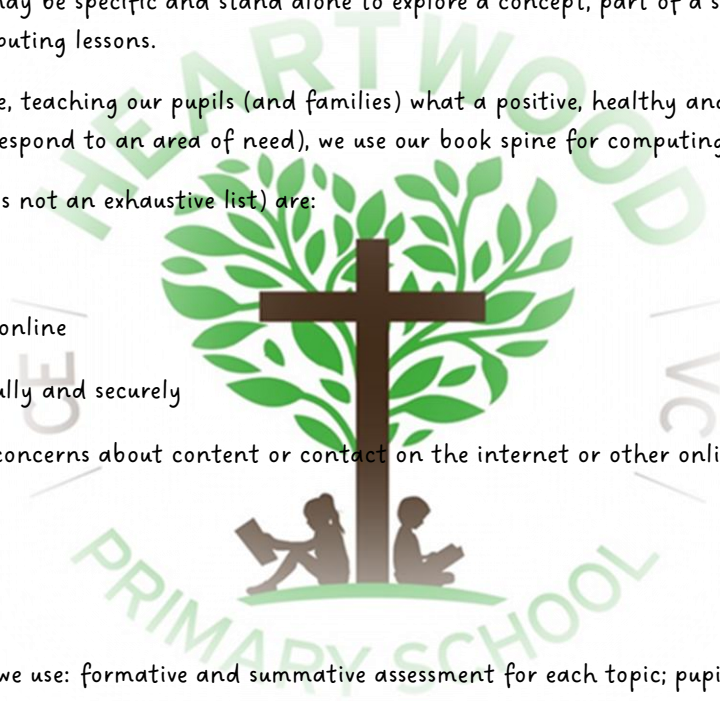 HEARTWOOD
may be specific and stand alone to explore a concept, part of a s
outing lessons.
e, teaching our pupils (and families) what a positive, healthy and
espond to an area of need), we use our book spine for computing
s not an exhaustive list) are:
online
CE
VC
ully and securely
concerns about content or contact on the internet or other onli
PRIMARY SCHOOL
we use: formative and summative assessment for each topic; pupi